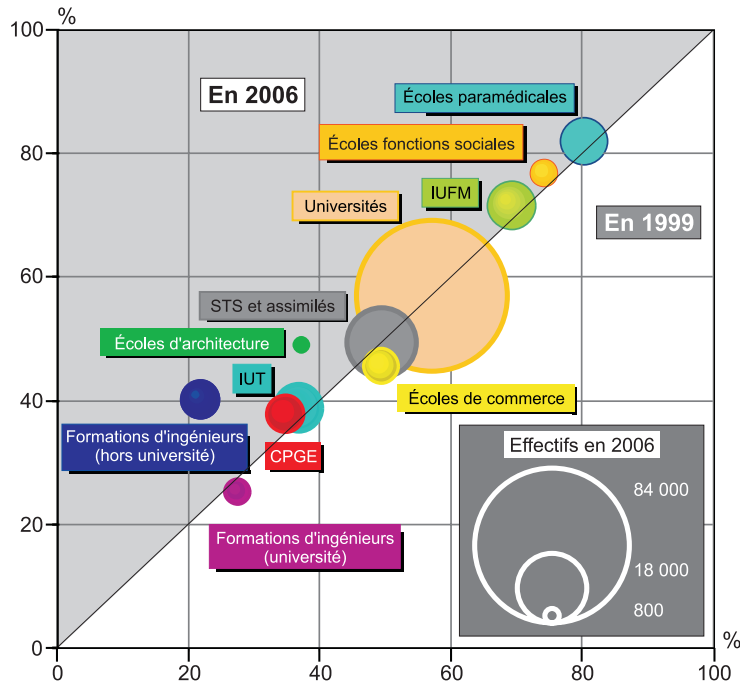 %
100
En 2006
Écoles paramédicales
80
Écoles fonctions sociales
IUFM
Universités
En 1999
60
STS et assimilés
Écoles d'architecture
IUT
40
Écoles de commerce
Formations d'ingénieurs
(hors université)
CPGE
Effectifs en 2006
84 000
20
Formations d'ingénieurs
(université)
18 000
800
0
%
0
20
40
60
80
100